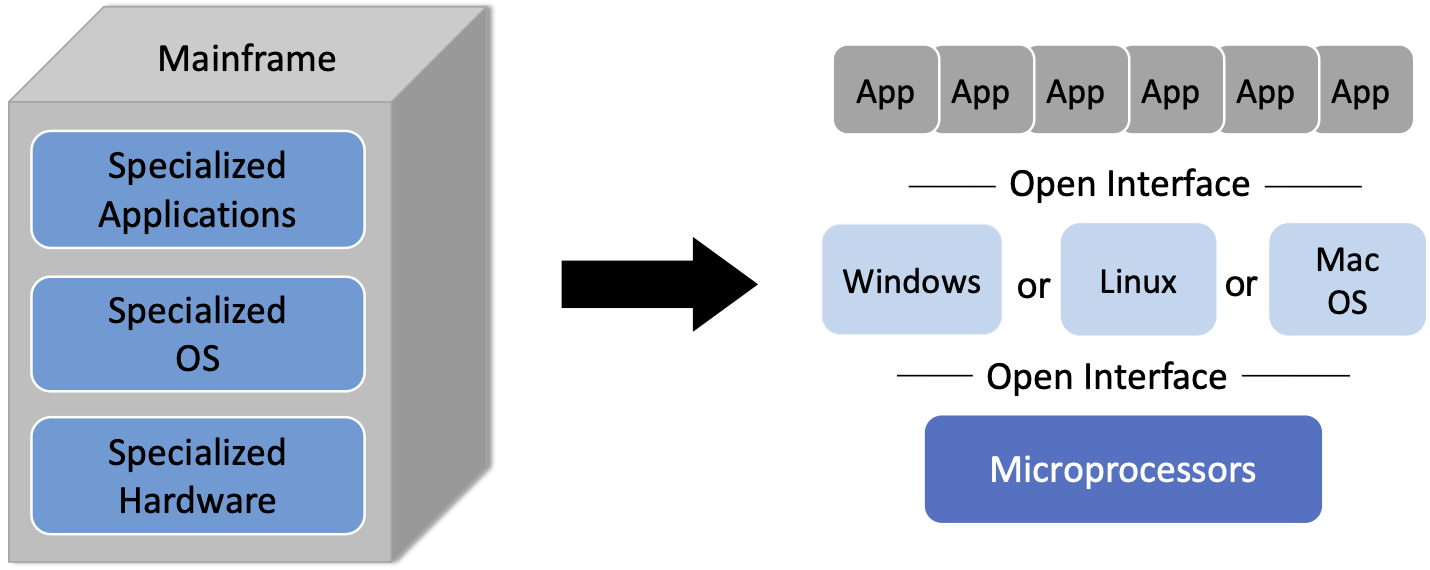 Mainframe
Specialized
Applications
Specialized
OS
Specialized
Hardware
App App App App App App
Open Interface
Windows or Linux or Mac OS
Open Interface
Microprocessors